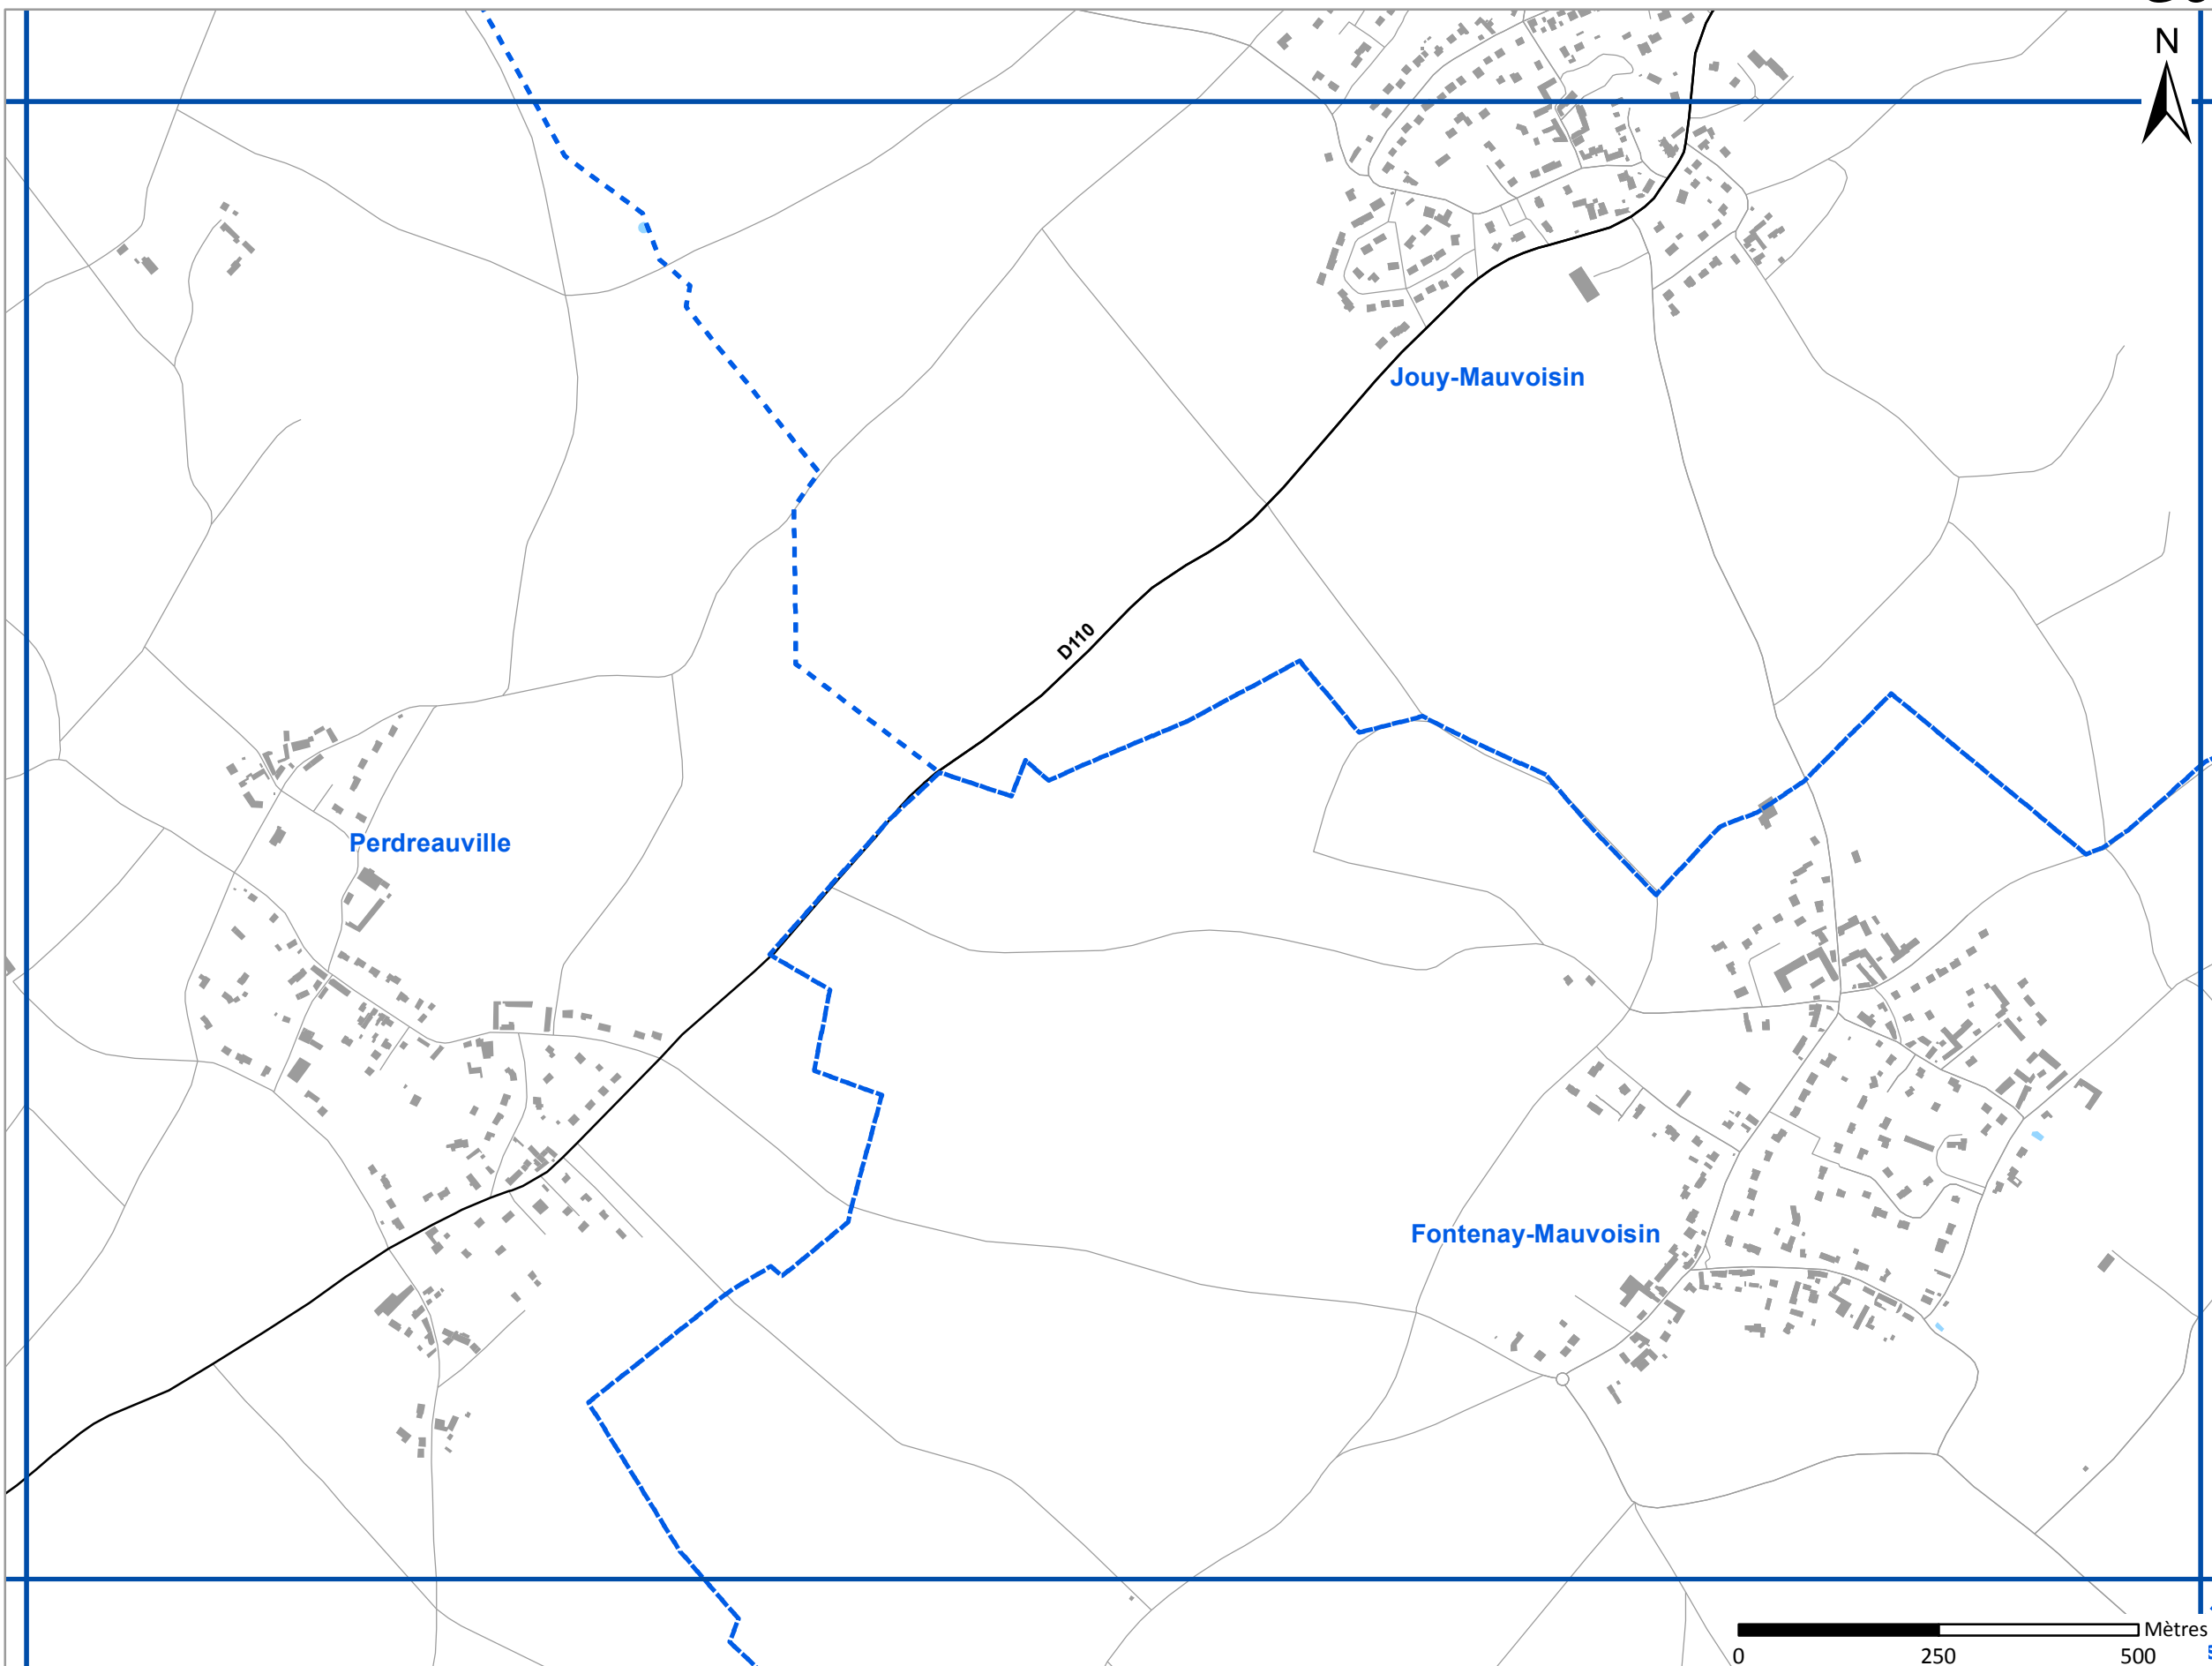 N
Jouy-Mauvoisin
D110
Perdreauville
Fontenay-Mauvoisin
Mètres
0 250 500